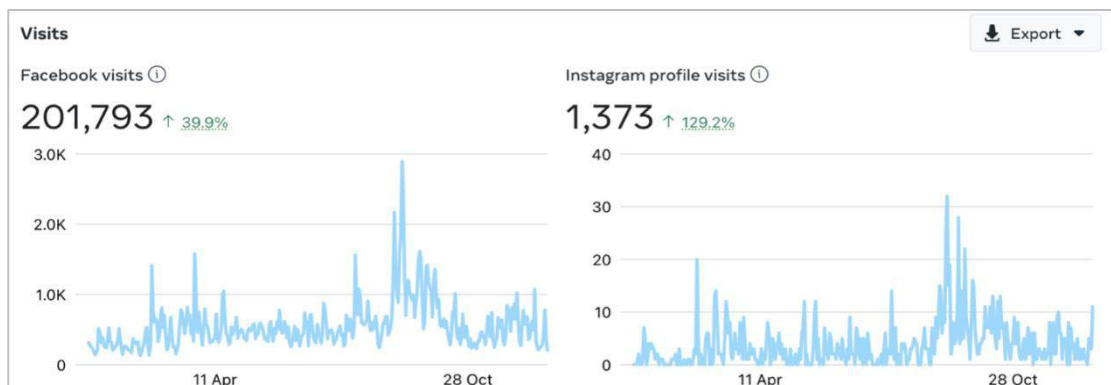 Visits
Export
Facebook visits
201,793 ↑ 39.9%
3.0K
2.0K
1.0K
0
11 Apr
28 Oct
Instagram profile visits
1,373 ↑ 129.2%
40
30
20
10
0
11 Apr
28 Oct